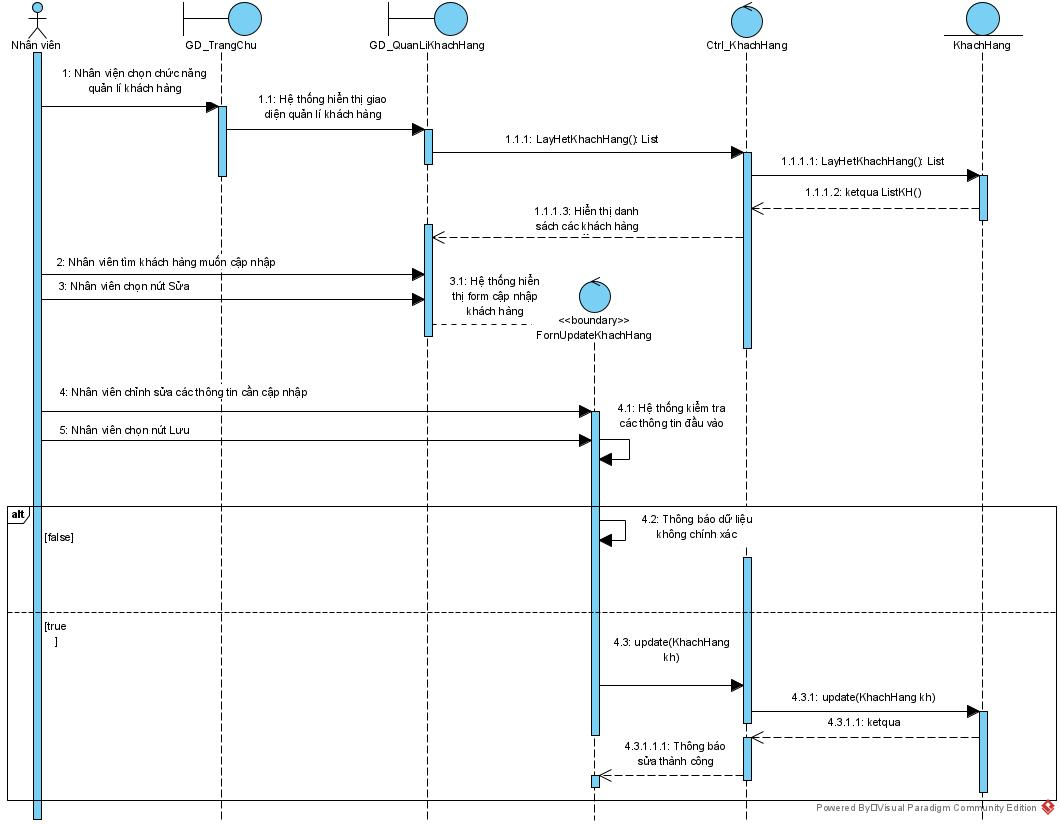 Nhân viên
GD_TrangChu
GD_QuanLiKhachHang
Ctrl_KhachHang
KhachHang
1: Nhân viện chọn chức năng
quản lí khách hàng
1.1: Hệ thống hiển thị giao
diện quản lí khách hàng
1.1.1: LayHetKhachHang(): List
1.1.1.1: LayHetKhachHang(): List
1.1.1.2: ketqua ListKH()
1.1.1.3: Hiển thị danh
sách các khách hàng
2: Nhân viên tìm khách hàng muốn cập nhập
3: Nhân viên chọn nút Sửa
3.1: Hệ thống hiển
thị form cập nhập
khách hàng
<<boundary>>
FornUpdateKhachHang
4: Nhân viên chỉnh sửa các thông tin cần cập nhập
4.1: Hệ thống kiểm tra
các thông tin đầu vào
5: Nhân viên chọn nút Lưu
alt
4.2: Thông báo dữ liệu
không chính xác
[false]
[true
]
4.3: update(KhachHang
kh)
4.3.1: update(KhachHang kh)
4.3.1.1: ketqua
4.3.1.1.1: Thông báo
sửa thành công
Powered By Visual Paradigm Community Edition